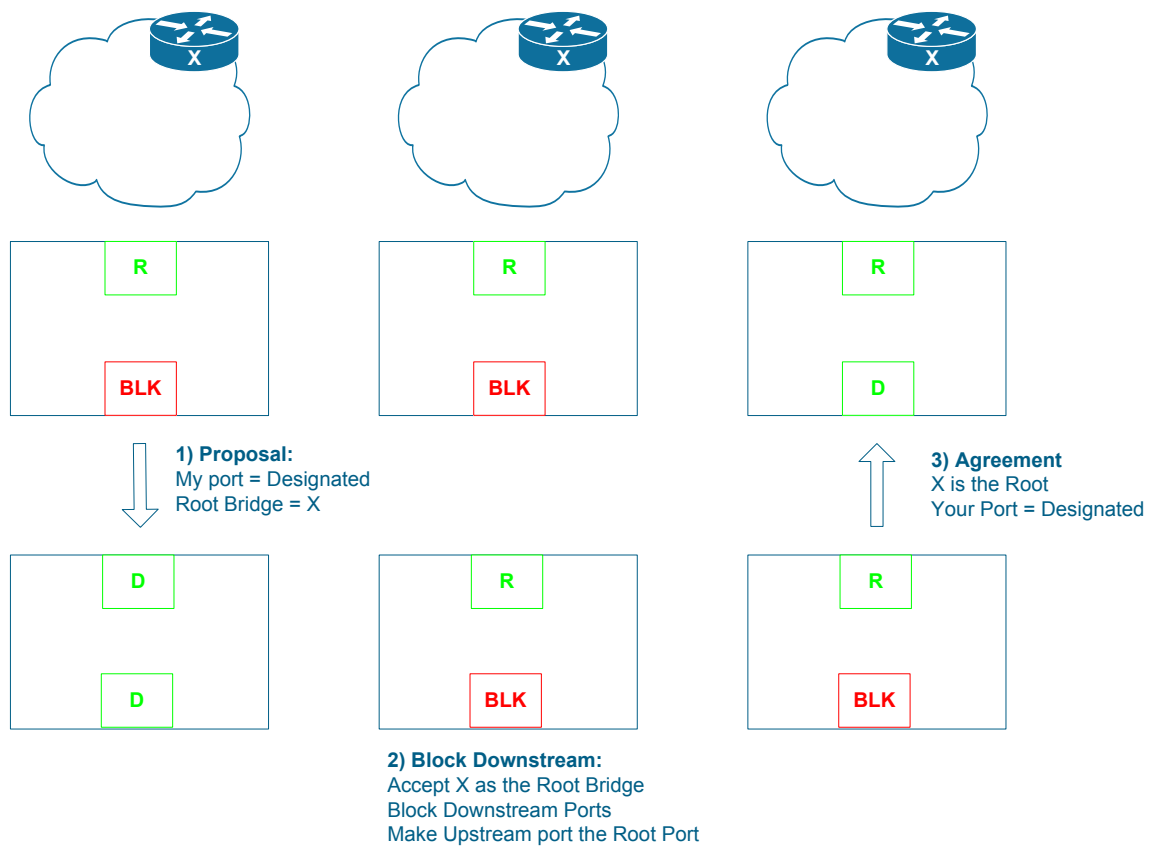 X
X
X
R
R
R
BLK
BLK
D
1) Proposal:
My port = Designated
Root Bridge = X
3) Agreement
X is the Root
Your Port = Designated
D
R
R
D
BLK
BLK
2) Block Downstream:
Accept X as the Root Bridge
Block Downstream Ports
Make Upstream port the Root Port